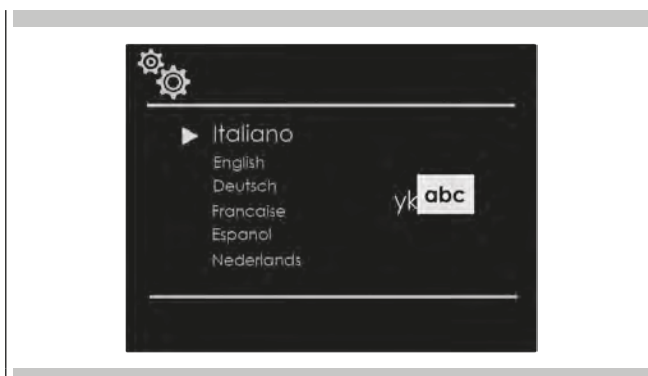 Italiano
English
Deutsch
Francaise
Espanol
Nederlands
yk abc